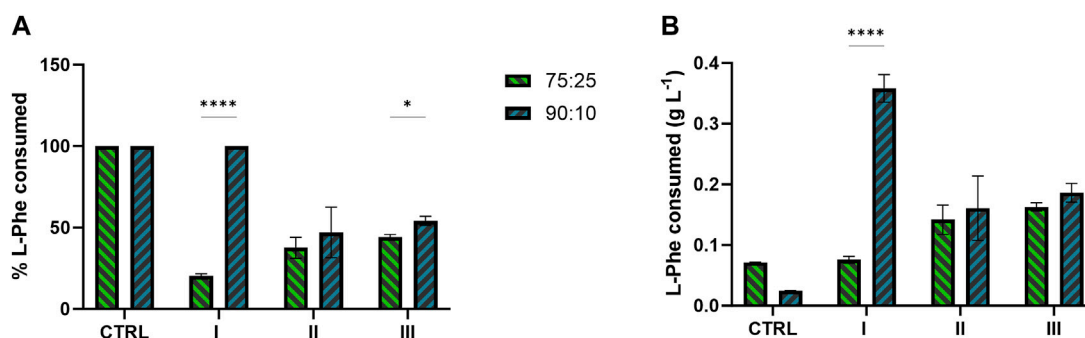 A
% L-Phe consumed
150
100
50
0
****
*
CTRL I II III
75:25
90:10
B
L-Phe consumed (g L⁻¹)
0.4
0.3
0.2
0.1
0.0
****
CTRL I II III